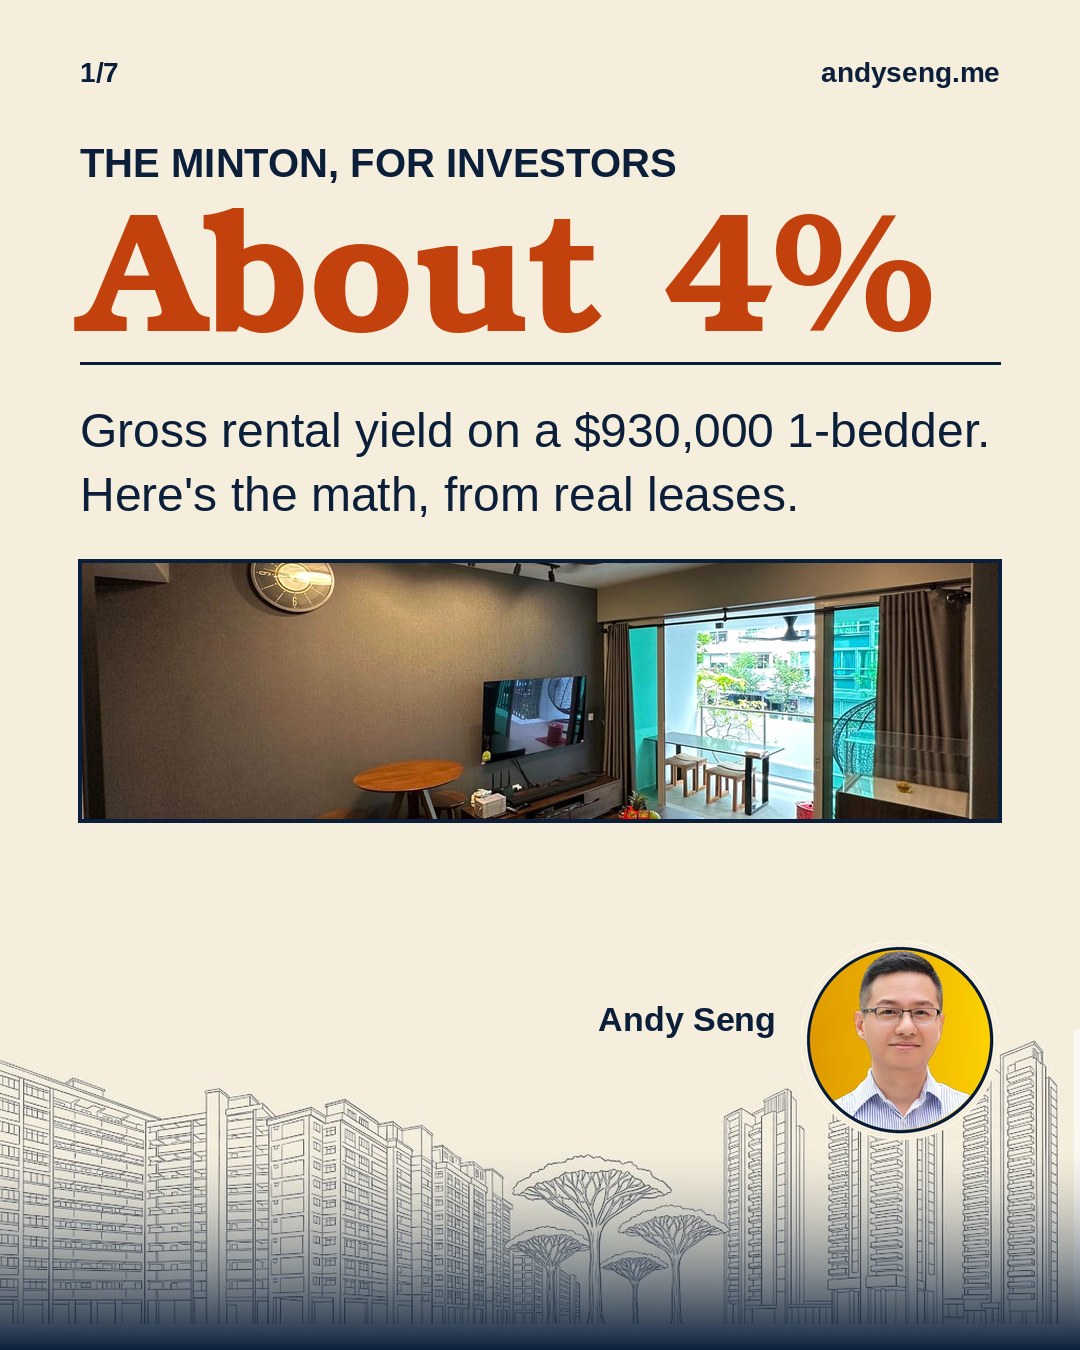 1/7
andyseng.me
THE MINTON, FOR INVESTORS
About 4%
Gross rental yield on a $930,000 1-bedder.
Here's the math, from real leases.
Andy Seng